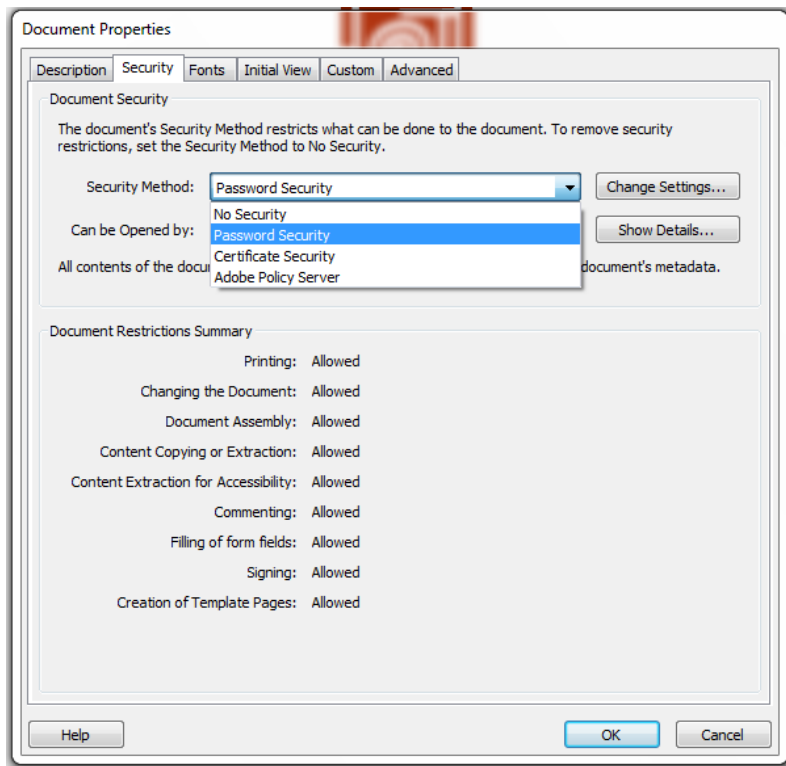 Document Properties
Description Security Fonts Initial View Custom Advanced
Document Security
The document's Security Method restricts what can be done to the document. To remove security
restrictions, set the Security Method to No Security.
Security Method: Password Security Change Settings...
No Security
Can be Opened by: Password Security Show Details...
Certificate Security
All contents of the document's metadata.
Adobe Policy Server
Document Restrictions Summary
Printing: Allowed
Changing the Document: Allowed
Document Assembly: Allowed
Content Copying or Extraction: Allowed
Content Extraction for Accessibility: Allowed
Commenting: Allowed
Filling of form fields: Allowed
Signing: Allowed
Creation of Template Pages: Allowed
Help OK Cancel